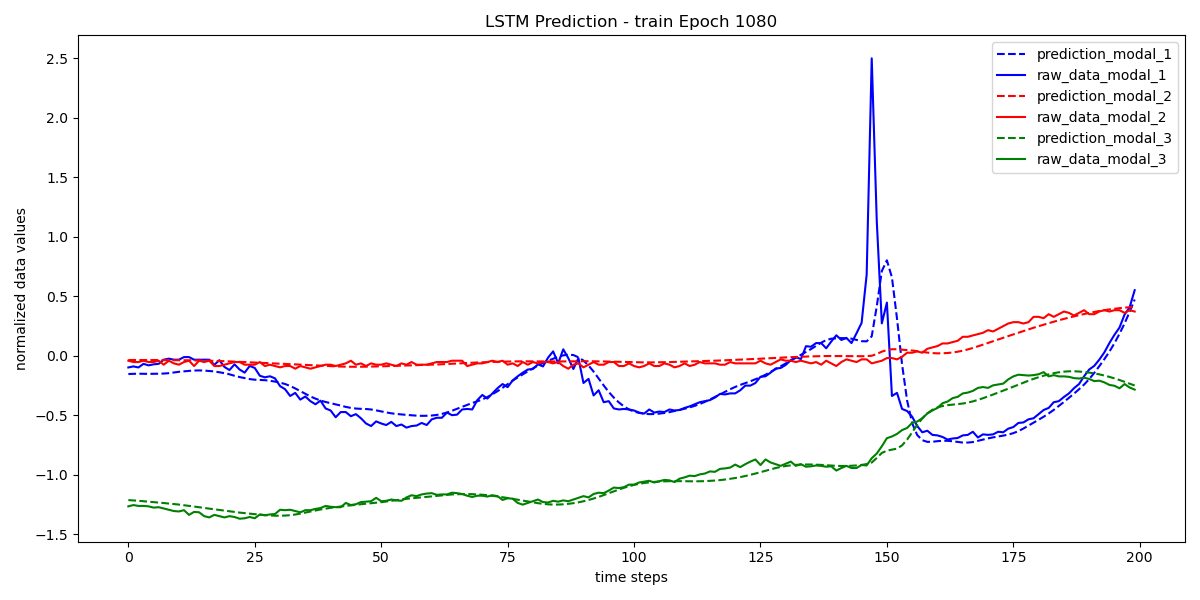 LSTM Prediction - train Epoch 1080
prediction_modal_1
raw_data_modal_1
prediction_modal_2
raw_data_modal_2
prediction_modal_3
raw_data_modal_3
normalized data values
2.5
2.0
1.5
1.0
0.5
0.0
−0.5
−1.0
−1.5
0
25
50
75
100
125
150
175
200
time steps